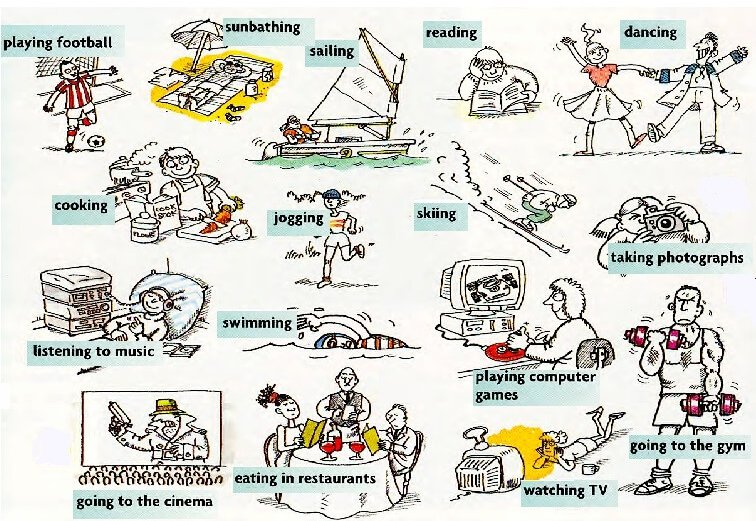 playing football
sunbathing
sailing
reading
dancing
cooking
jogging
skiing
taking photographs
listening to music
swimming
playing computer
games
going to the gym
going to the cinema
eating in restaurants
watching TV